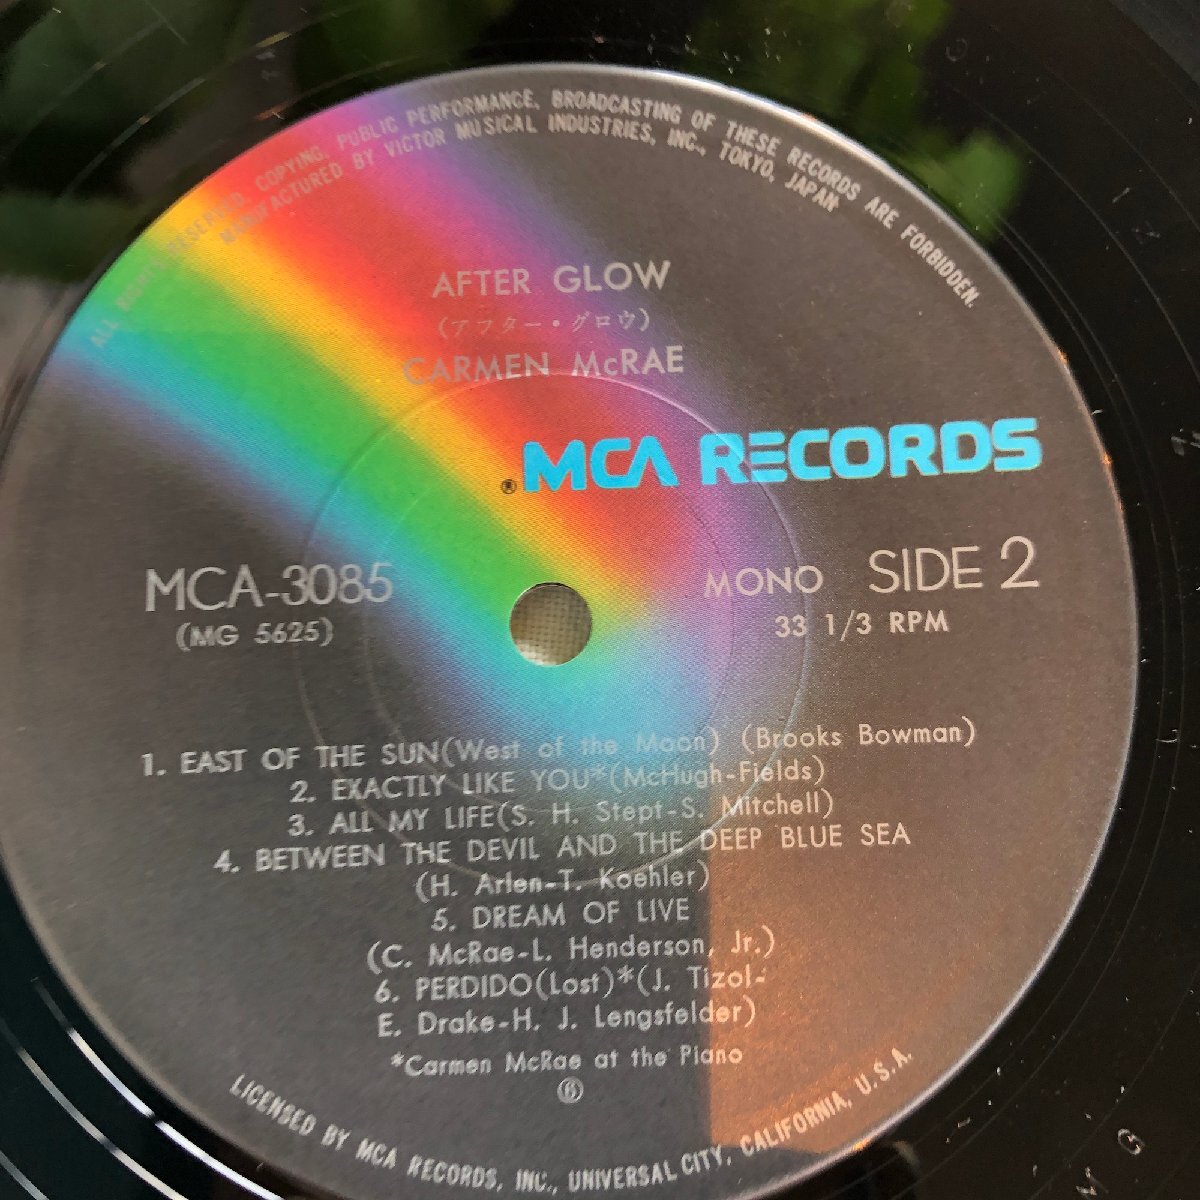 ALL RIGHTS RESERVED. COPYING, PUBLIC PERFORMANCE, BROADCASTING OF THESE RECORDS ARE FORBIDDEN.
MANUFACTURED BY VICTOR MUSICAL INDUSTRIES, INC., TOKYO, JAPAN
AFTER GLOW
(アフター・グロウ)
CARMEN McRAE
® MCA RECORDS
MCA-3085
(MG 5625)
MONO SIDE 2
33 1/3 RPM
1. EAST OF THE SUN(West of the Moon) (Brooks Bowman)
2. EXACTLY LIKE YOU*(McHugh-Fields)
3. ALL MY LIFE(S. H. Stept-S. Mitchell)
4. BETWEEN THE DEVIL AND THE DEEP BLUE SEA
(H. Arlen-T. Koehler)
5. DREAM OF LIVE
(C. McRae-L. Henderson, Jr.)
6. PERDIDO(Lost)*(J. Tizol-
E. Drake-H. J. Lengsfelder)
*Carmen McRae at the Piano
LICENSED BY MCA RECORDS, INC., UNIVERSAL CITY, CALIFORNIA, U.S.A.